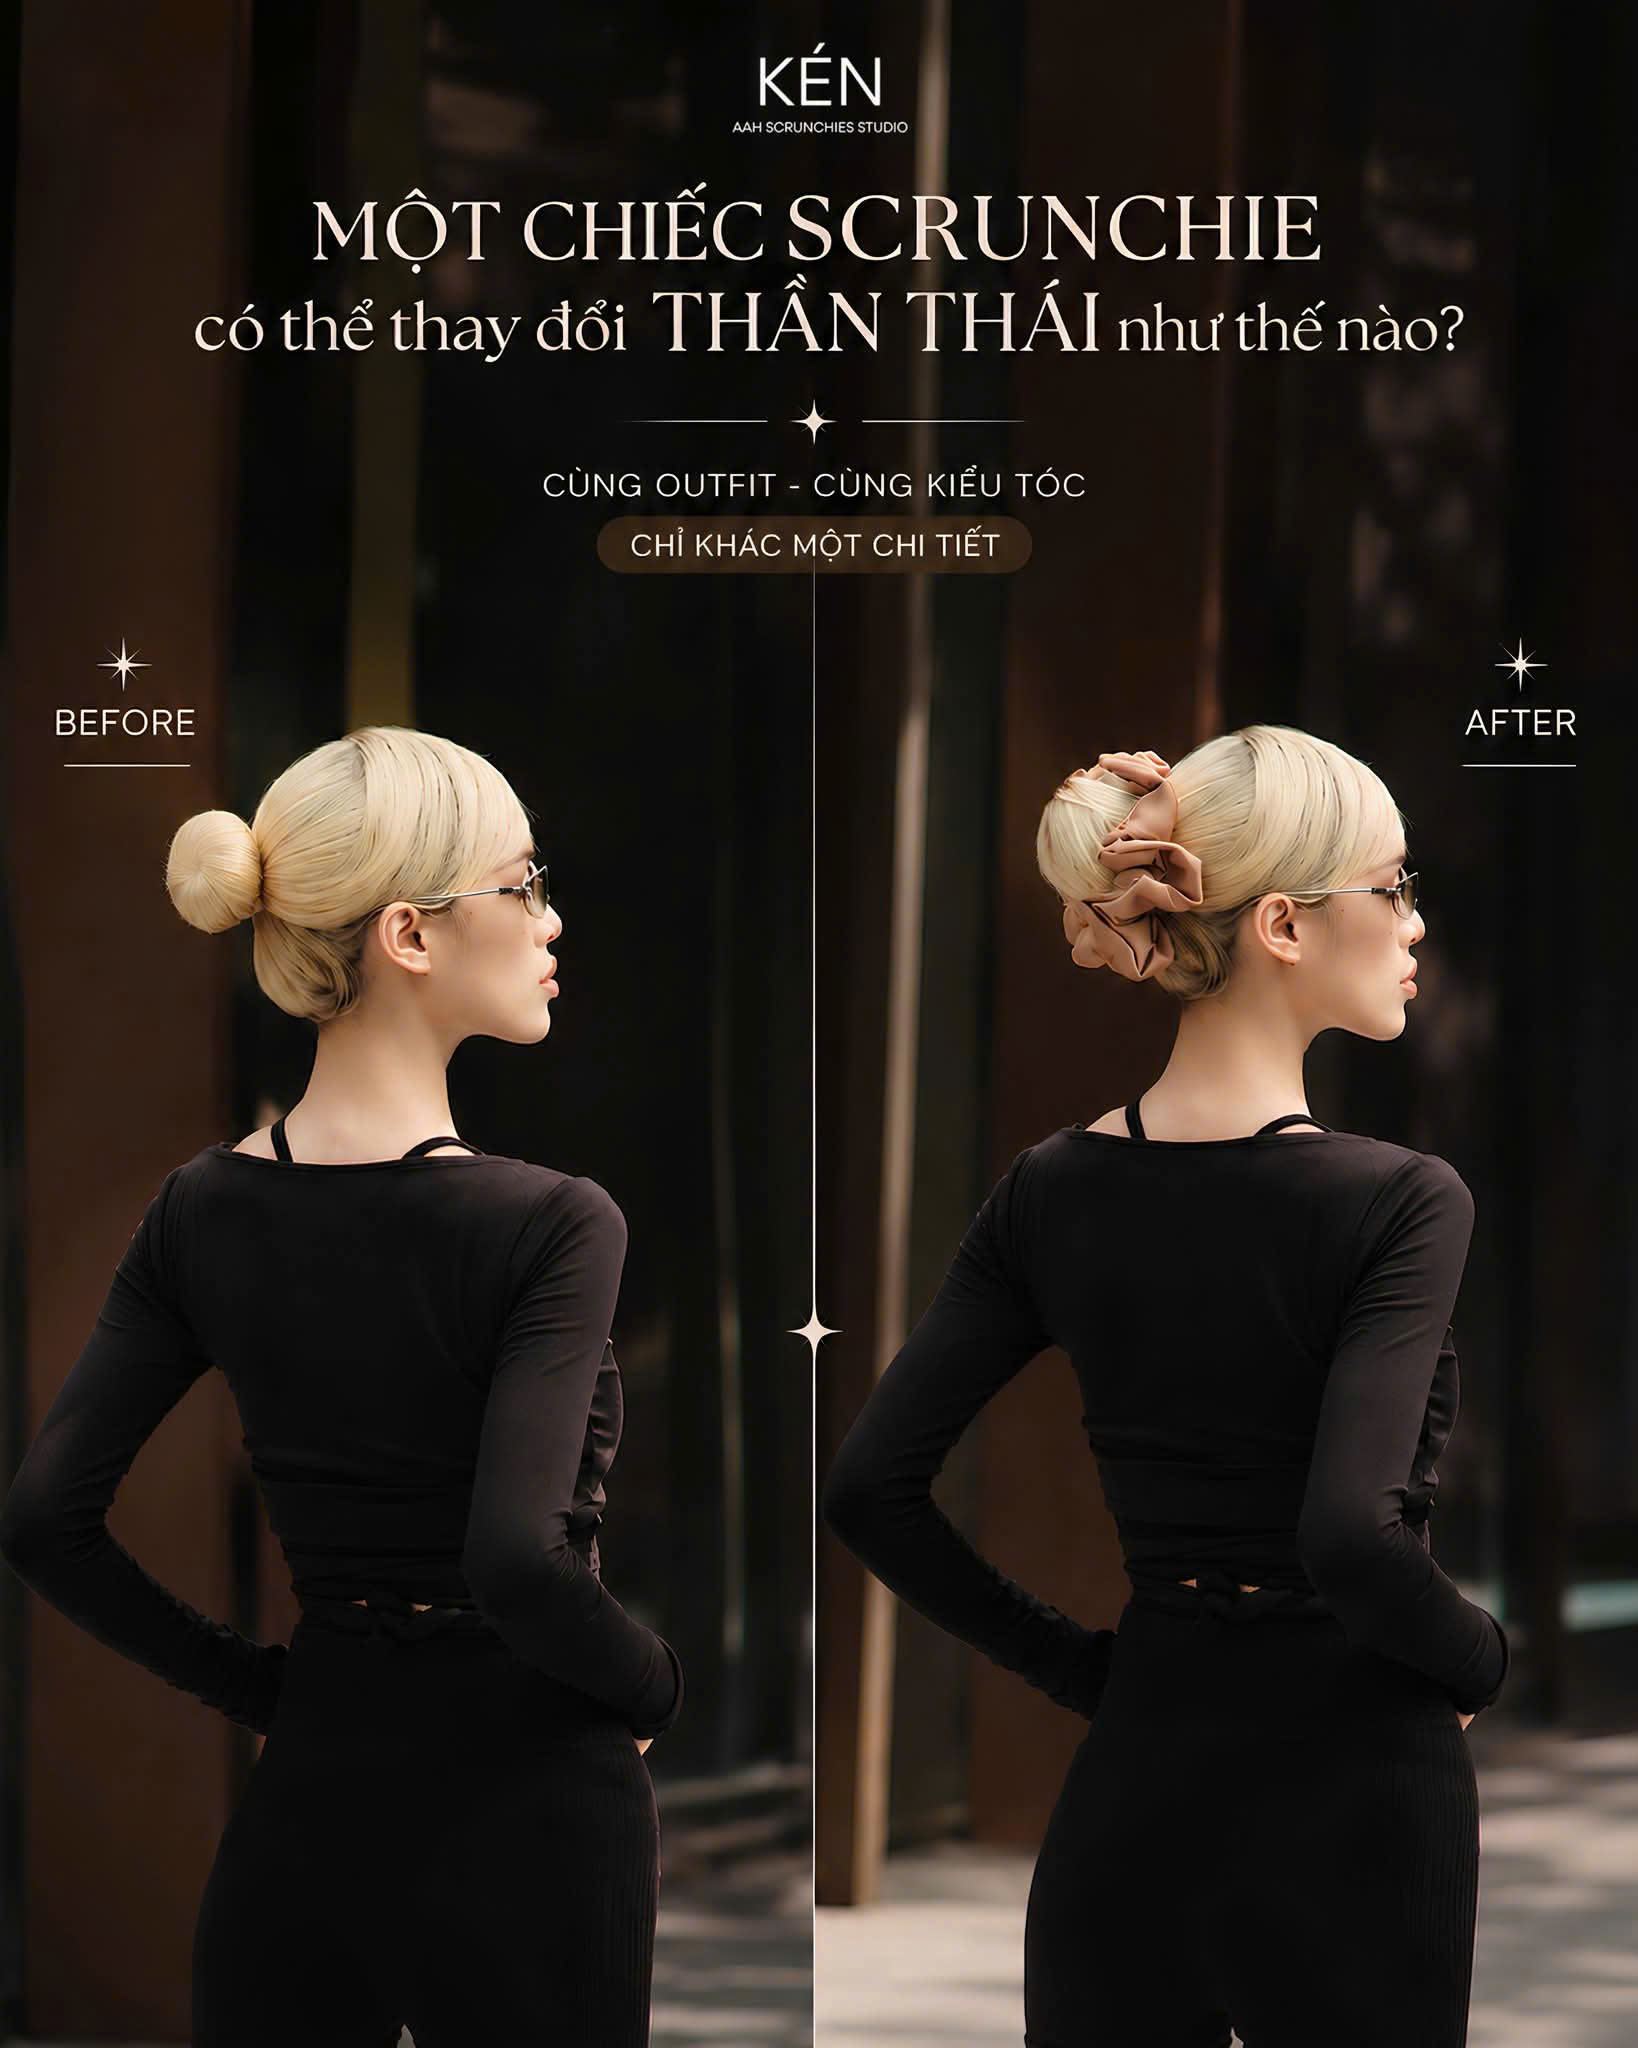 KÉN
AAH SCRUNCHIES STUDIO
MỘT CHIẾC SCRUNCHIE
có thể thay đổi THẦN THÁI như thế nào?
CÙNG OUTFIT - CÙNG KIỂU TÓC
CHỈ KHÁC MỘT CHI TIẾT
BEFORE
AFTER